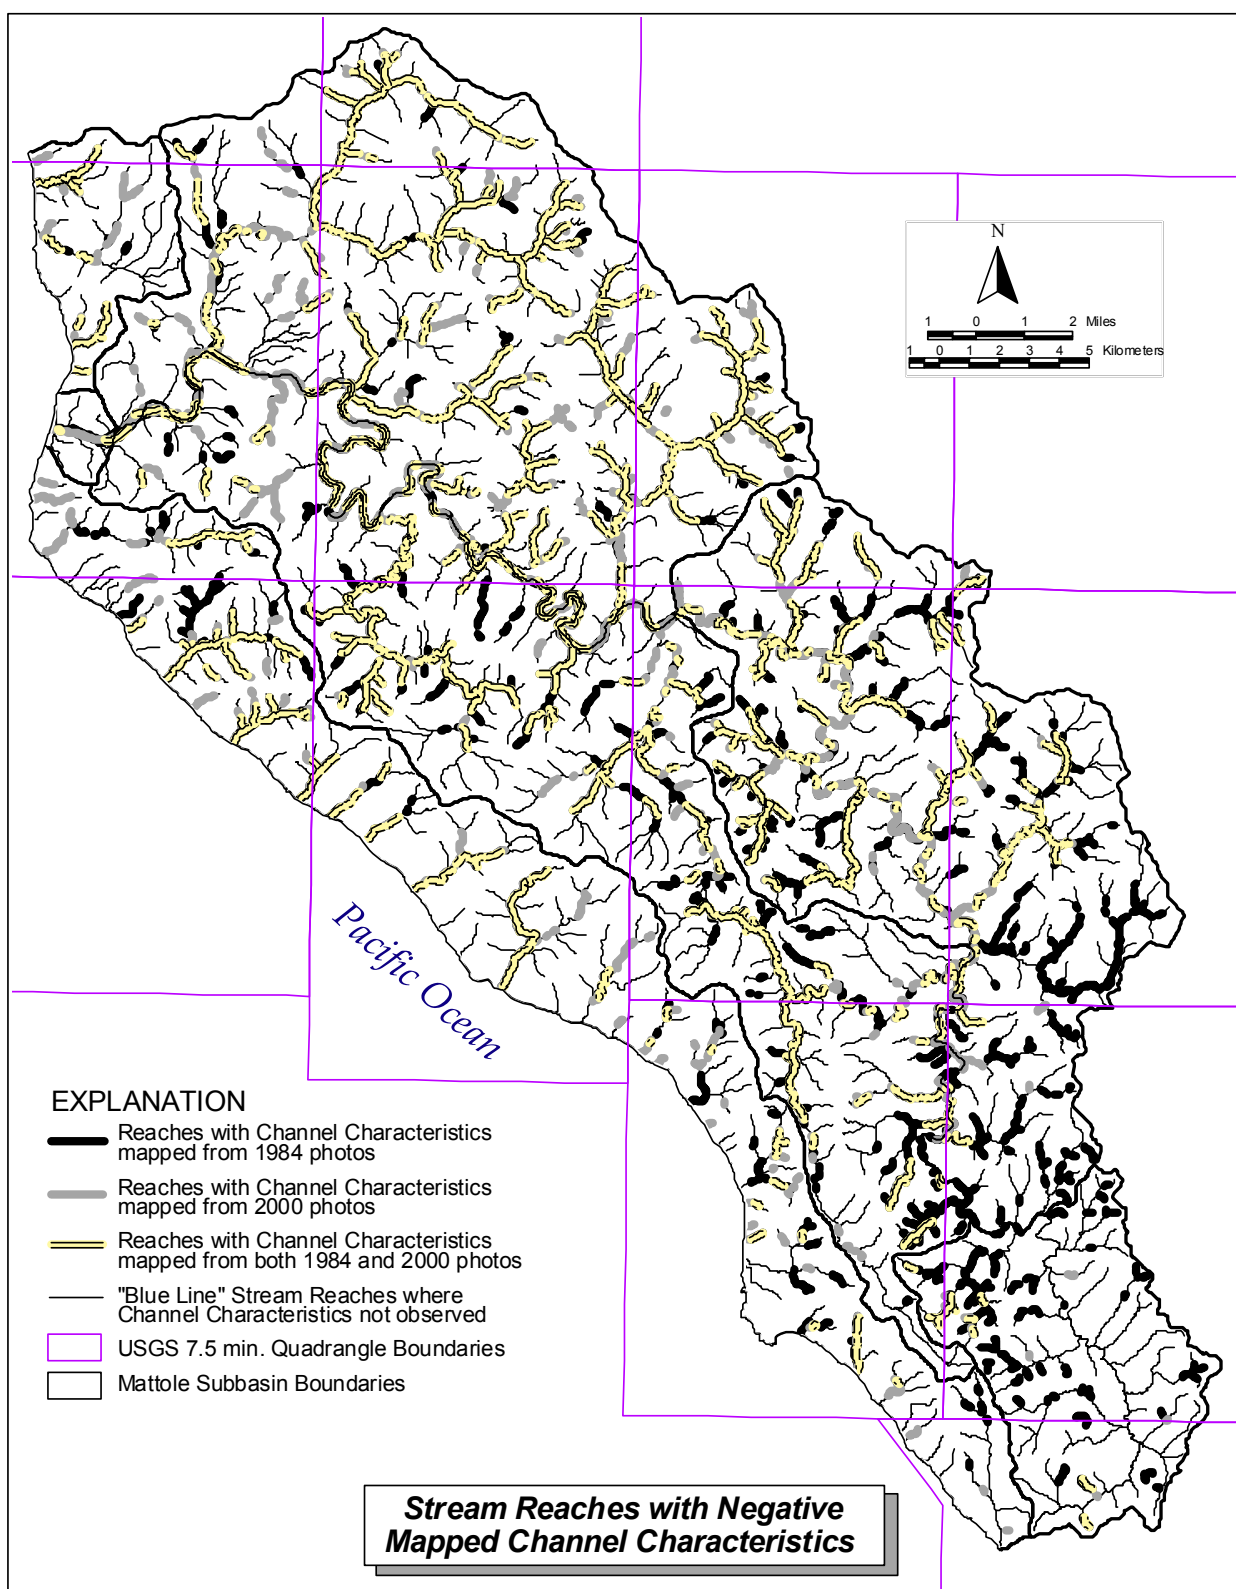 N
1 0 1 2 Miles
1 0 1 2 3 4 5 Kilometers
Pacific Ocean
EXPLANATION
Reaches with Channel Characteristics
mapped from 1984 photos
Reaches with Channel Characteristics
mapped from 2000 photos
Reaches with Channel Characteristics
mapped from both 1984 and 2000 photos
"Blue Line" Stream Reaches where
Channel Characteristics not observed
USGS 7.5 min. Quadrangle Boundaries
Mattole Subbasin Boundaries
Stream Reaches with Negative
Mapped Channel Characteristics